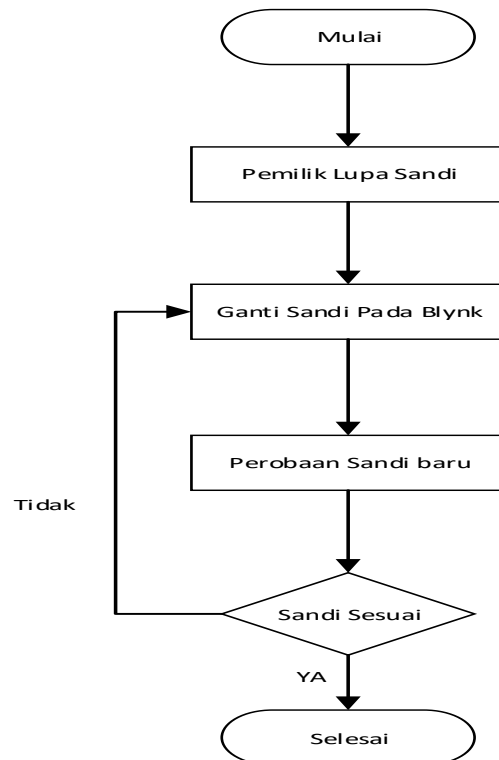 Mulai
Pemilik Lupa Sandi
Ganti Sandi Pada Blynk
Perobaan Sandi baru
Tidak
Sandi Sesuai
YA
Selesai